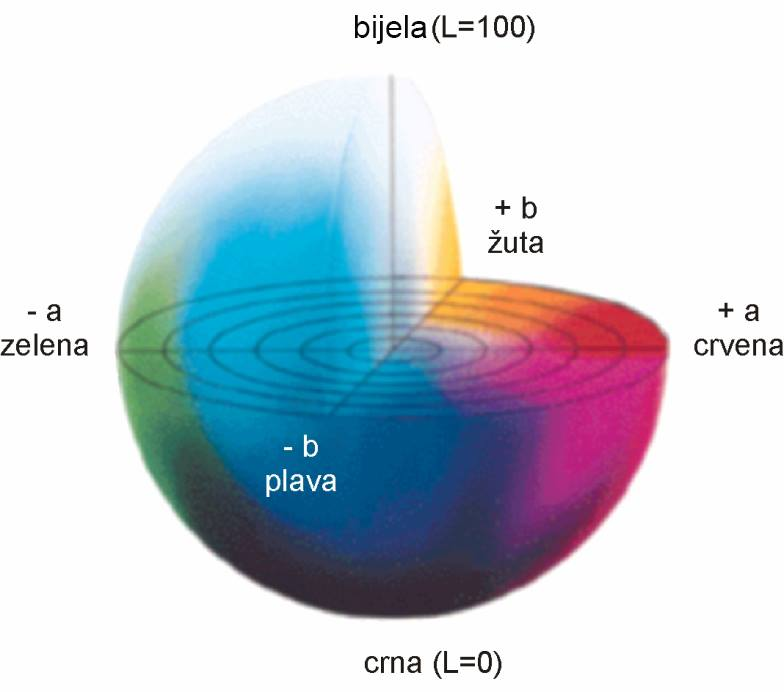 bijela (L=100)
+ b
žuta
- a
zelena
+ a
crvena
- b
plava
crna (L=0)